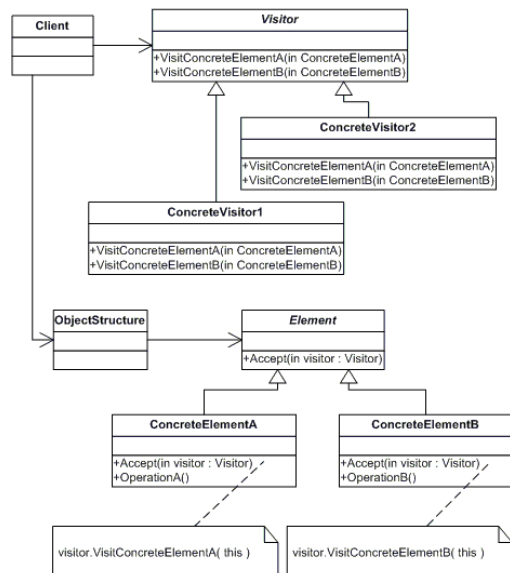 Client
Visitor
+VisitConcreteElementA(in ConcreteElementA)
+VisitConcreteElementB(in ConcreteElementB)
ConcreteVisitor2
+VisitConcreteElementA(in ConcreteElementA)
+VisitConcreteElementB(in ConcreteElementB)
ConcreteVisitor1
+VisitConcreteElementA(in ConcreteElementA)
+VisitConcreteElementB(in ConcreteElementB)
ObjectStructure
Element
+Accept(in visitor : Visitor)
ConcreteElementA
+Accept(in visitor : Visitor)
+OperationA()
ConcreteElementB
+Accept(in visitor : Visitor)
+OperationB()
visitor.VisitConcreteElementA( this )
visitor.VisitConcreteElementB( this )